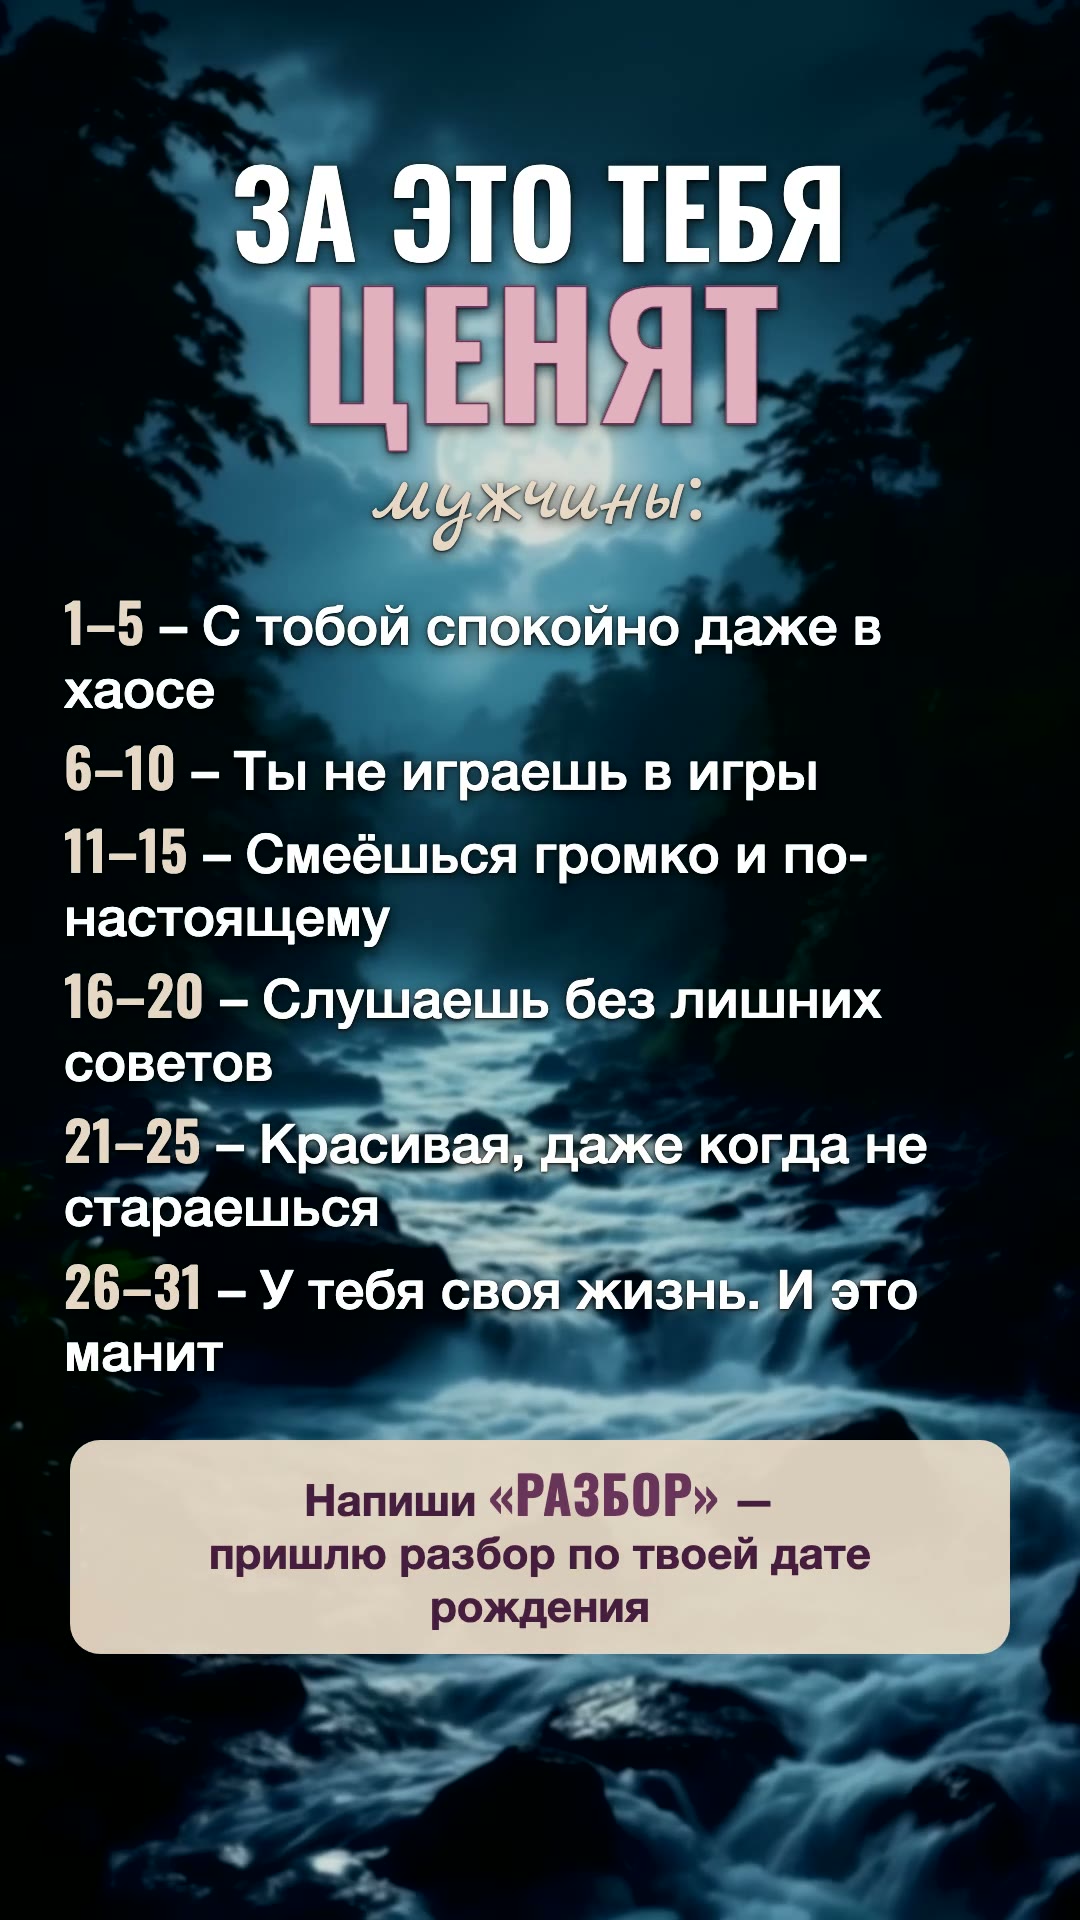 ЗА ЭТО ТЕБЯ
ЦЕНЯТ
мужчины:
1–5 – С тобой спокойно даже в
хаосе
6–10 – Ты не играешь в игры
11–15 – Смеёшься громко и по-
настоящему
16–20 – Слушаешь без лишних
советов
21–25 – Красивая, даже когда не
стараешься
26–31 – У тебя своя жизнь. И это
манит
Напиши «РАЗБОР» —
пришлю разбор по твоей дате
рождения